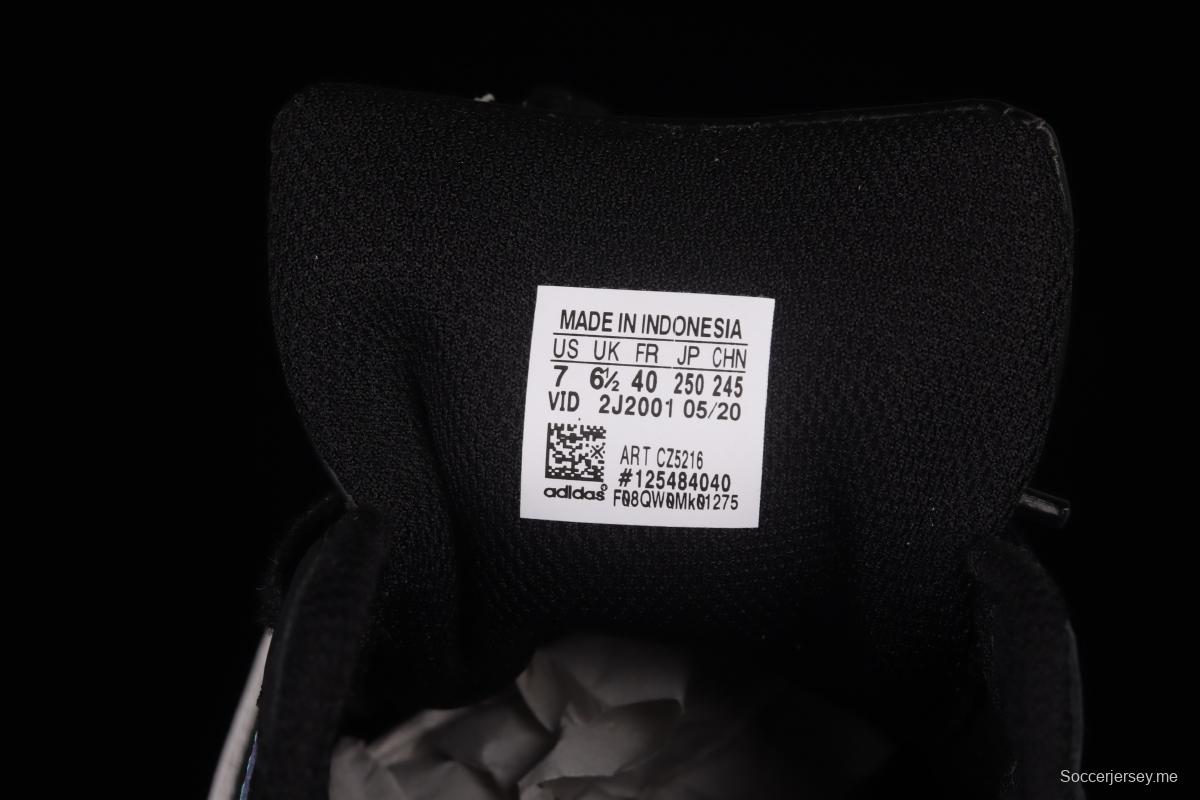 MADE IN INDONESIA
US UK FR JP CHN
7 6½ 40 250 245
VID 2J2001 05/20
ART CZ5216
#125484040
adidas F08QW0Mk01275
Soccerjersey.me